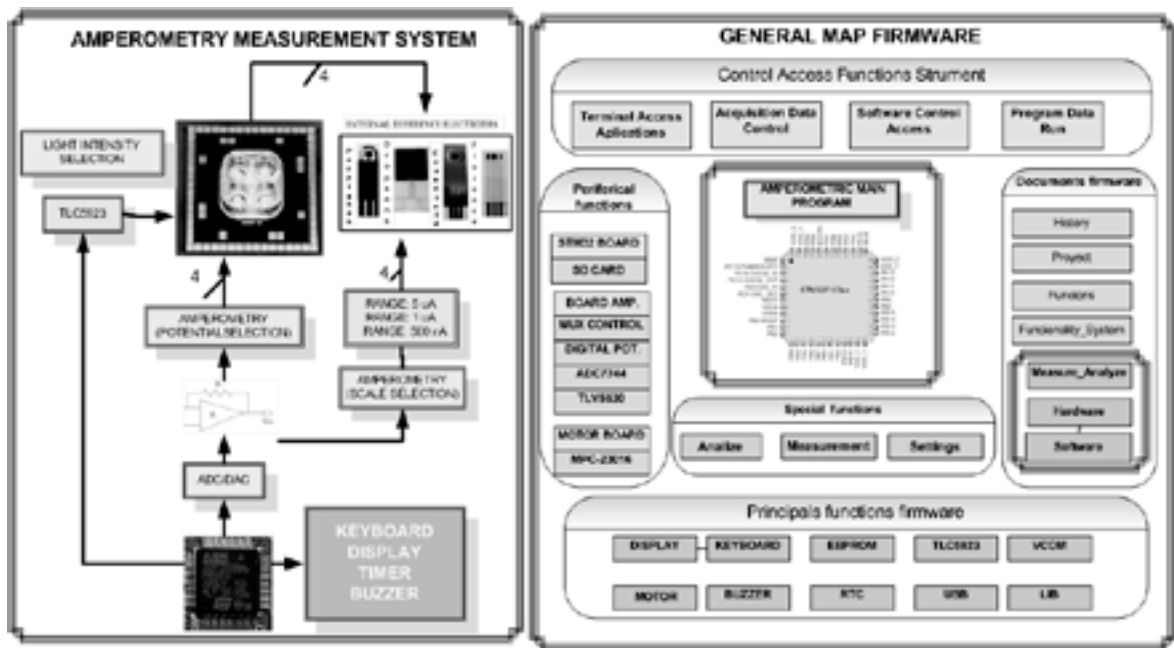 AMPEROMETRY MEASUREMENT SYSTEM
4
LIGHT INTENSITY
SELECTION
TLC5923
4
4
AMPEROMETRY
(POTENTIAL SELECTION)
RANGE: 5 uA
RANGE: 1 uA
RANGE: 500 nA
AMPEROMETRY
(SCALE SELECTION)
ADC/DAC
KEYBOARD
DISPLAY
TIMER
BUZZER
GENERAL MAP FIRMWARE
Control Access Functions Strument
Terminal Access
Aplications
Acquisition Data
Control
Software Control
Access
Program Data
Run
Periferical
functions
STM32 BOARD
SD CARD
BOARD AMP.
MUX CONTROL
DIGITAL POT.
MOTOR BOARD
AMPEROMETRIC MAIN
PROGRAM
Special functions
Analize
Measurement
Settings
Documents firmware
History
Proyect
Functions
Funcionality_System
Measure_Analyze
Hardware
Software
Principals functions firmware
DISPLAY
KEYBOARD
EEPROM
TLC5923
VCOM
MOTOR
BUZZER
RTC
USB
LIB